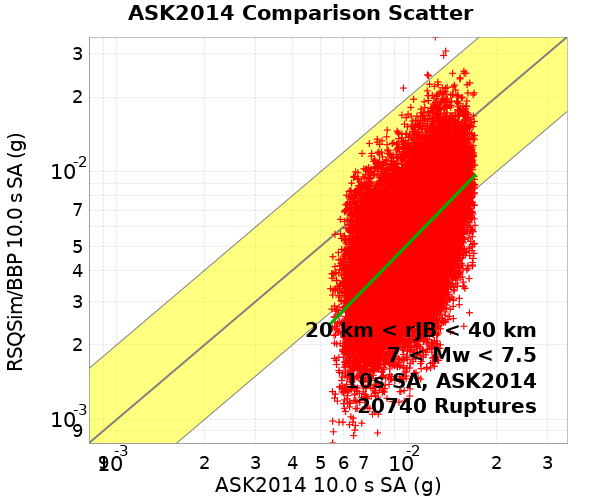 ASK2014 Comparison Scatter
RSQSim/BBP 10.0 s SA (g)
3
2
10-2
7
5
4
3
2
10-3
9
20 km < rJB < 40 km
7 < Mw < 7.5
10s SA, ASK2014
20740 Ruptures
9 10-3 2 3 4 5 6 7 10-2 2 3
ASK2014 10.0 s SA (g)